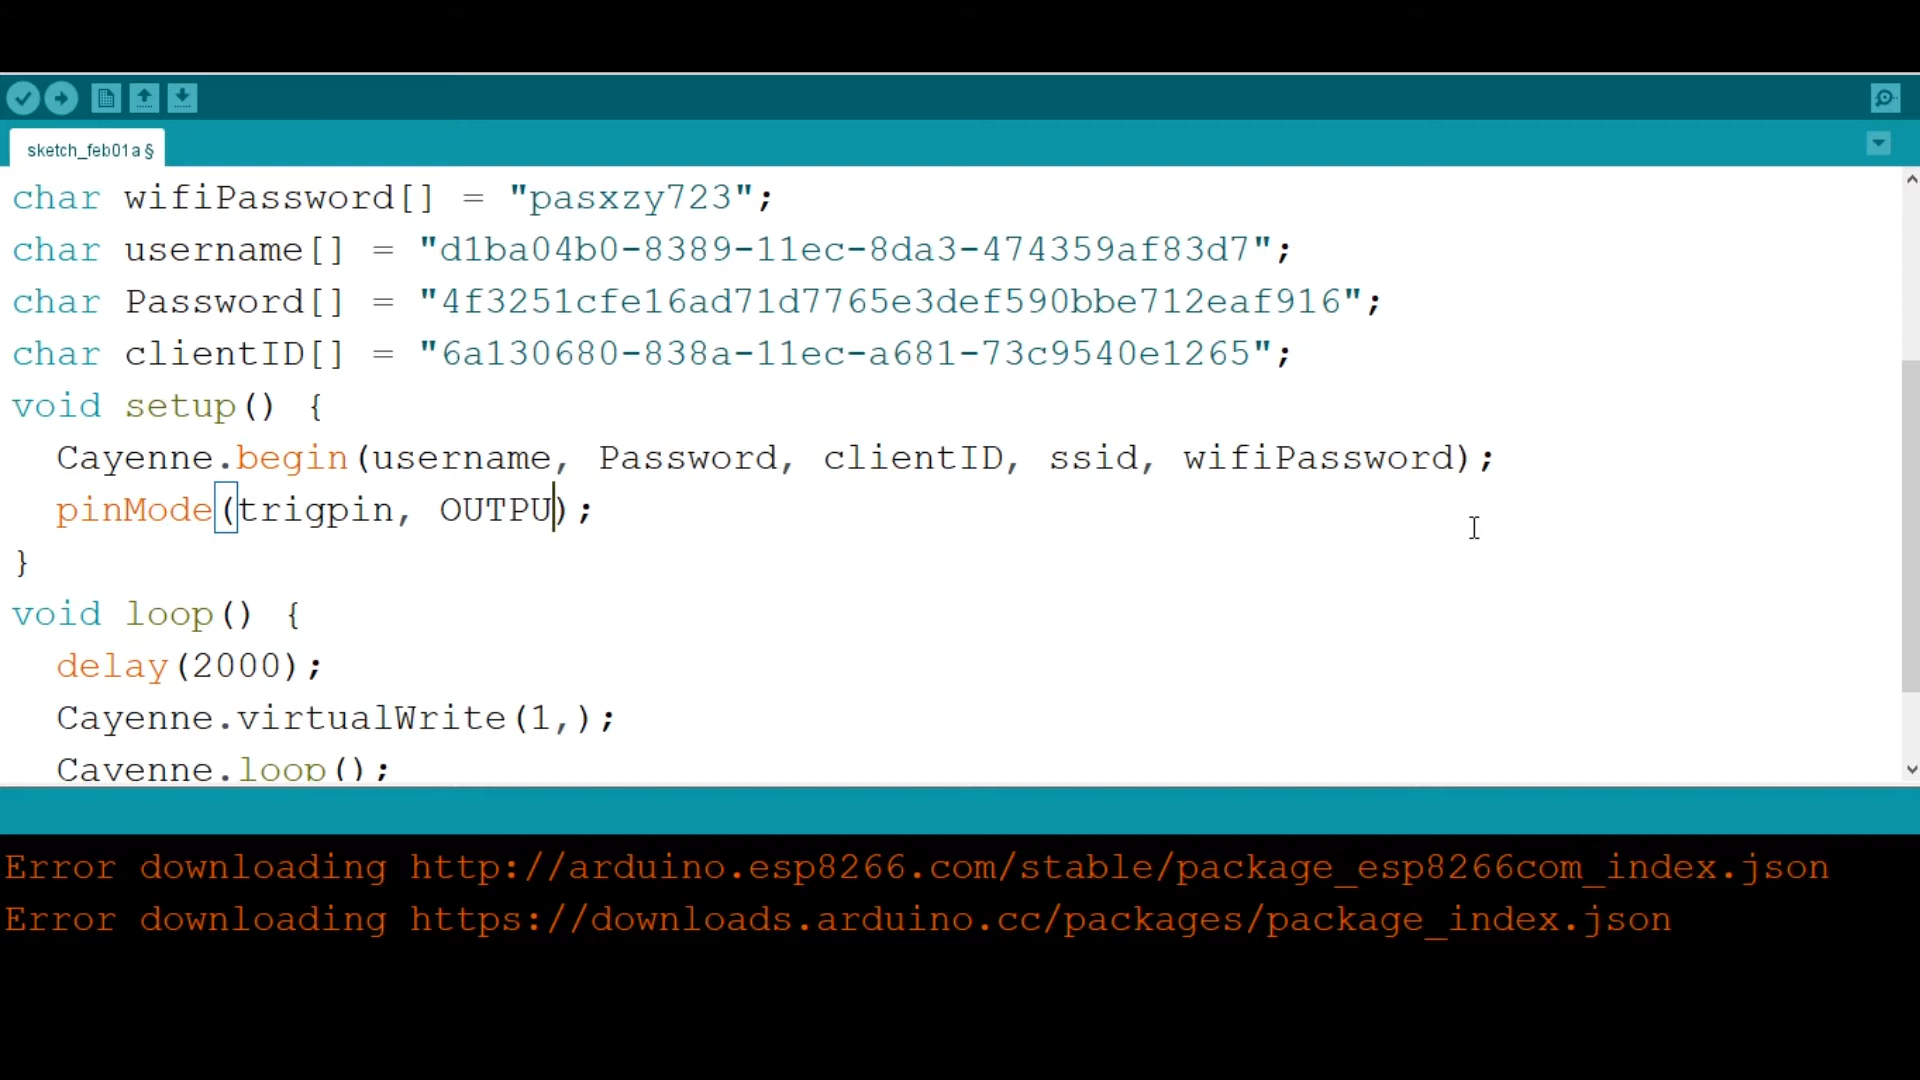 sketch_feb01a §
char wifiPassword[] = "pasxzy723";
char username[] = "d1ba04b0-8389-11ec-8da3-474359af83d7";
char Password[] = "4f3251cfe16ad71d7765e3def590bbe712eaf916";
char clientID[] = "6a130680-838a-11ec-a681-73c9540e1265";
void setup() {
  Cayenne.begin(username, Password, clientID, ssid, wifiPassword);
  pinMode(trigpin, OUTPU);
}
void loop() {
  delay(2000);
  Cayenne.virtualWrite(1,);
  Cayenne.loop();
Error downloading http://arduino.esp8266.com/stable/package_esp8266com_index.json
Error downloading https://downloads.arduino.cc/packages/package_index.json